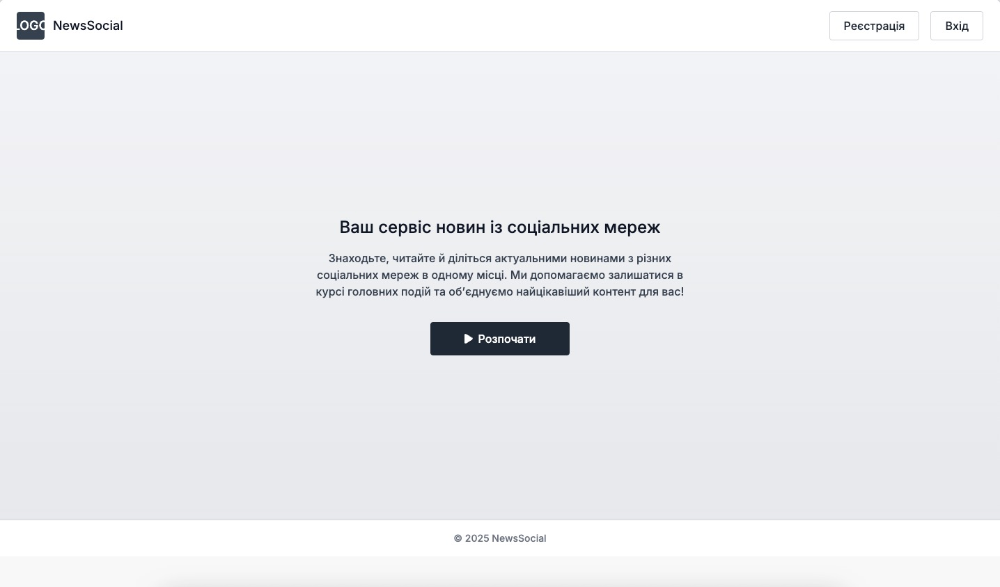 LOGO
NewsSocial
Реєстрація
Вхід
Ваш сервіс новин із соціальних мереж
Знаходьте, читайте й діліться актуальними новинами з різних
соціальних мереж в одному місці. Ми допомагаємо залишатися в
курсі головних подій та об’єднуємо найцікавіший контент для вас!
Розпочати
© 2025 NewsSocial